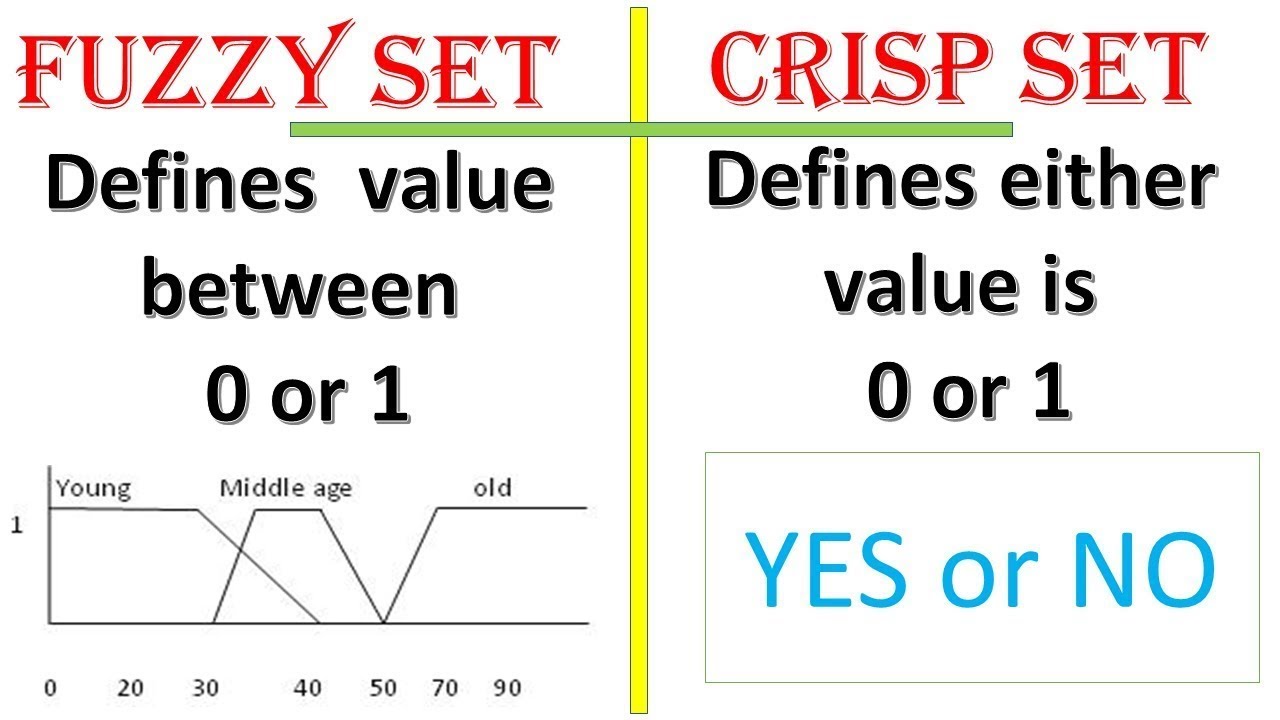 FUZZY SET
Defines value
between
0 or 1
Young Middle age old
1
0 20 30 40 50 70 90
CRISP SET
Defines either
value is
0 or 1
YES or NO